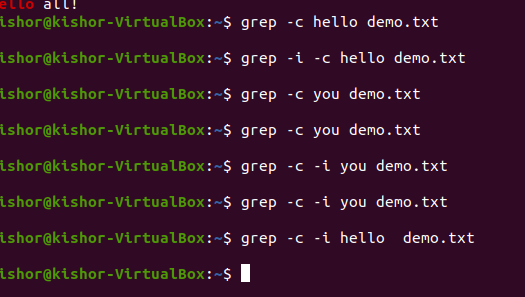 ello all!
ishor@kishor-VirtualBox:~$ grep -c hello demo.txt
ishor@kishor-VirtualBox:~$ grep -i -c hello demo.txt
ishor@kishor-VirtualBox:~$ grep -c you demo.txt
ishor@kishor-VirtualBox:~$ grep -c you demo.txt
ishor@kishor-VirtualBox:~$ grep -c -i you demo.txt
ishor@kishor-VirtualBox:~$ grep -c -i you demo.txt
ishor@kishor-VirtualBox:~$ grep -c -i hello  demo.txt
ishor@kishor-VirtualBox:~$